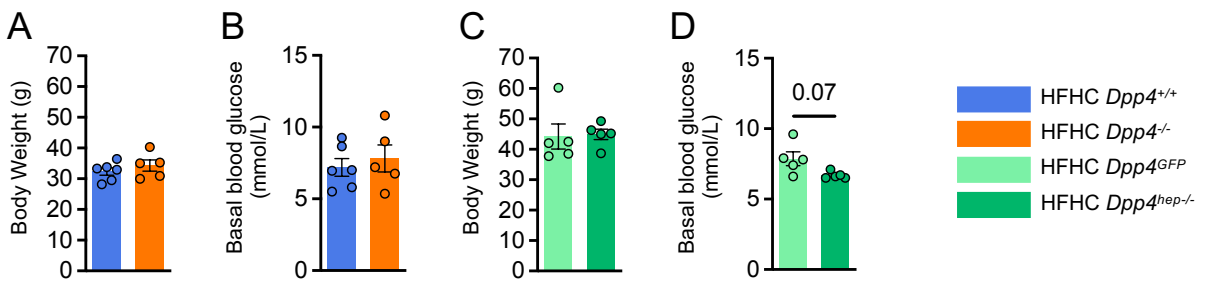 A
Body Weight (g)
70
60
50
40
30
20
10
0
B
Basal blood glucose
(mmol/L)
15
10
5
0
C
Body Weight (g)
70
60
50
40
30
20
10
0
D
Basal blood glucose
(mmol/L)
15
10
5
0
0.07
HFHC Dpp4+/+
HFHC Dpp4-/-
HFHC Dpp4GFP
HFHC Dpp4hep-/-